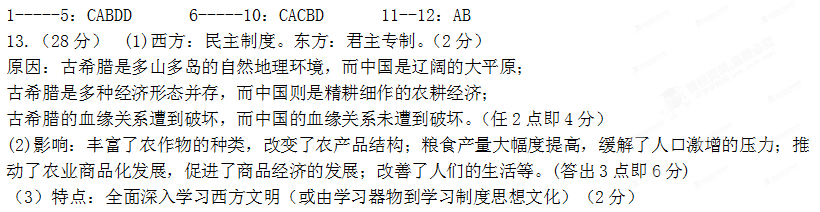 1-----5：CABDD 6-----10：CACBD 11--12：AB
13.（28分） (1)西方：民主制度。东方：君主专制。（2分）
原因：古希腊是多山多岛的自然地理环境，而中国是辽阔的大平原；
古希腊是多种经济形态并存，而中国则是精耕细作的农耕经济；
古希腊的血缘关系遭到破坏，而中国的血缘关系未遭到破坏。（任2点即4分）
(2)影响：丰富了农作物的种类，改变了农产品结构；粮食产量大幅度提高，缓解了人口激增的压力；推
动了农业商品化发展，促进了商品经济的发展；改善了人们的生活等。(答出3点即6分)
（3）特点：全面深入学习西方文明（或由学习器物到学习制度思想文化）（2分）